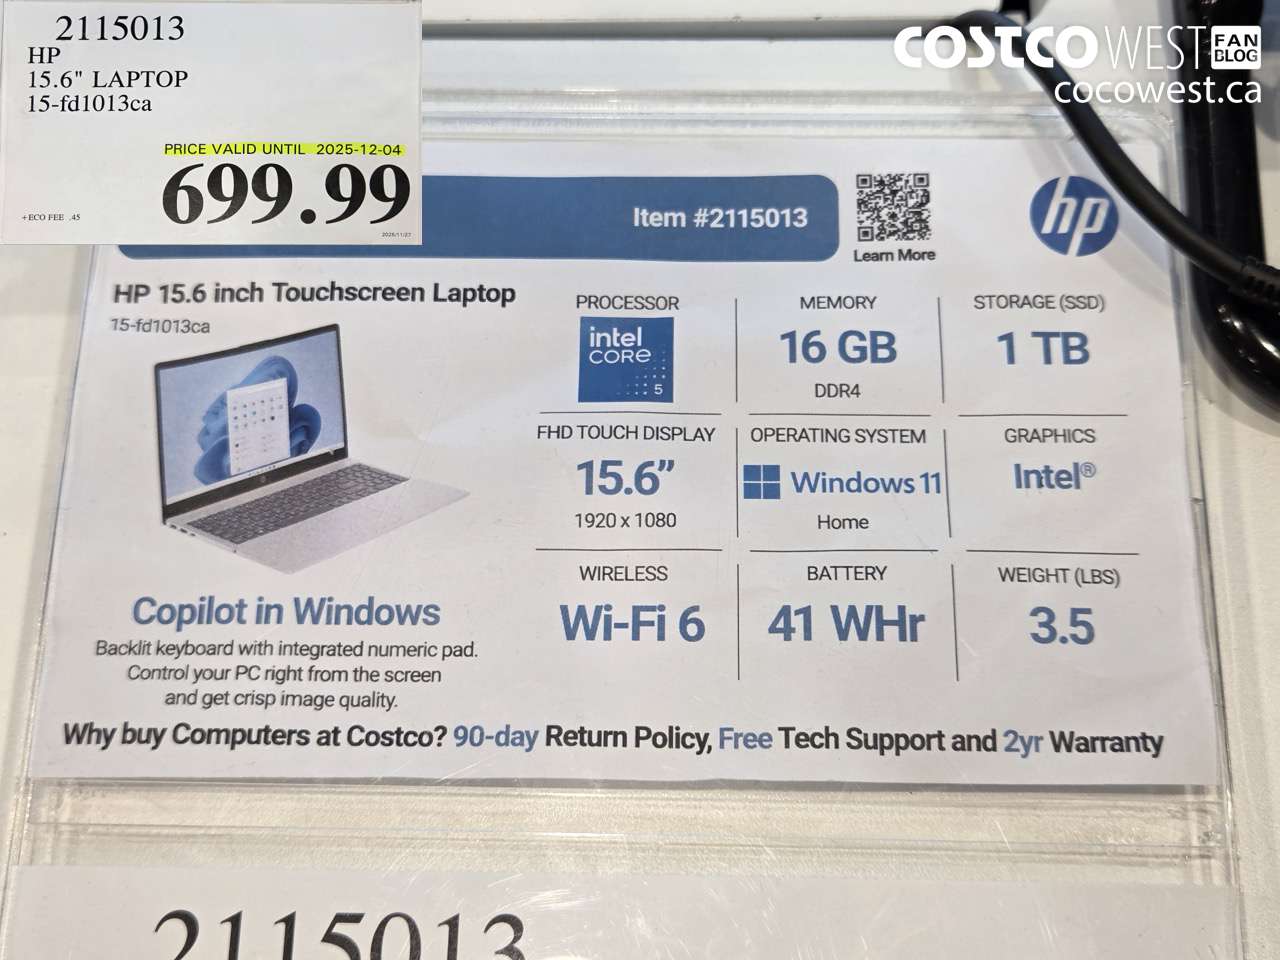 2115013
HP
15.6" LAPTOP
15-fd1013ca
PRICE VALID UNTIL 2025-12-04
699.99
+ECO FEE .45
2025/11/27
COSTCO WEST FAN BLOG
cocowest.ca
Item #2115013
Learn More
hp
HP 15.6 inch Touchscreen Laptop
15-fd1013ca
PROCESSOR
intel
CORE
5
MEMORY
16 GB
DDR4
STORAGE (SSD)
1 TB
FHD TOUCH DISPLAY
15.6”
1920 x 1080
OPERATING SYSTEM
Windows 11
Home
GRAPHICS
Intel®
WIRELESS
Wi-Fi 6
BATTERY
41 WHr
WEIGHT (LBS)
3.5
Copilot in Windows
Backlit keyboard with integrated numeric pad.
Control your PC right from the screen
and get crisp image quality.
Why buy Computers at Costco? 90-day Return Policy, Free Tech Support and 2yr Warranty
2115013